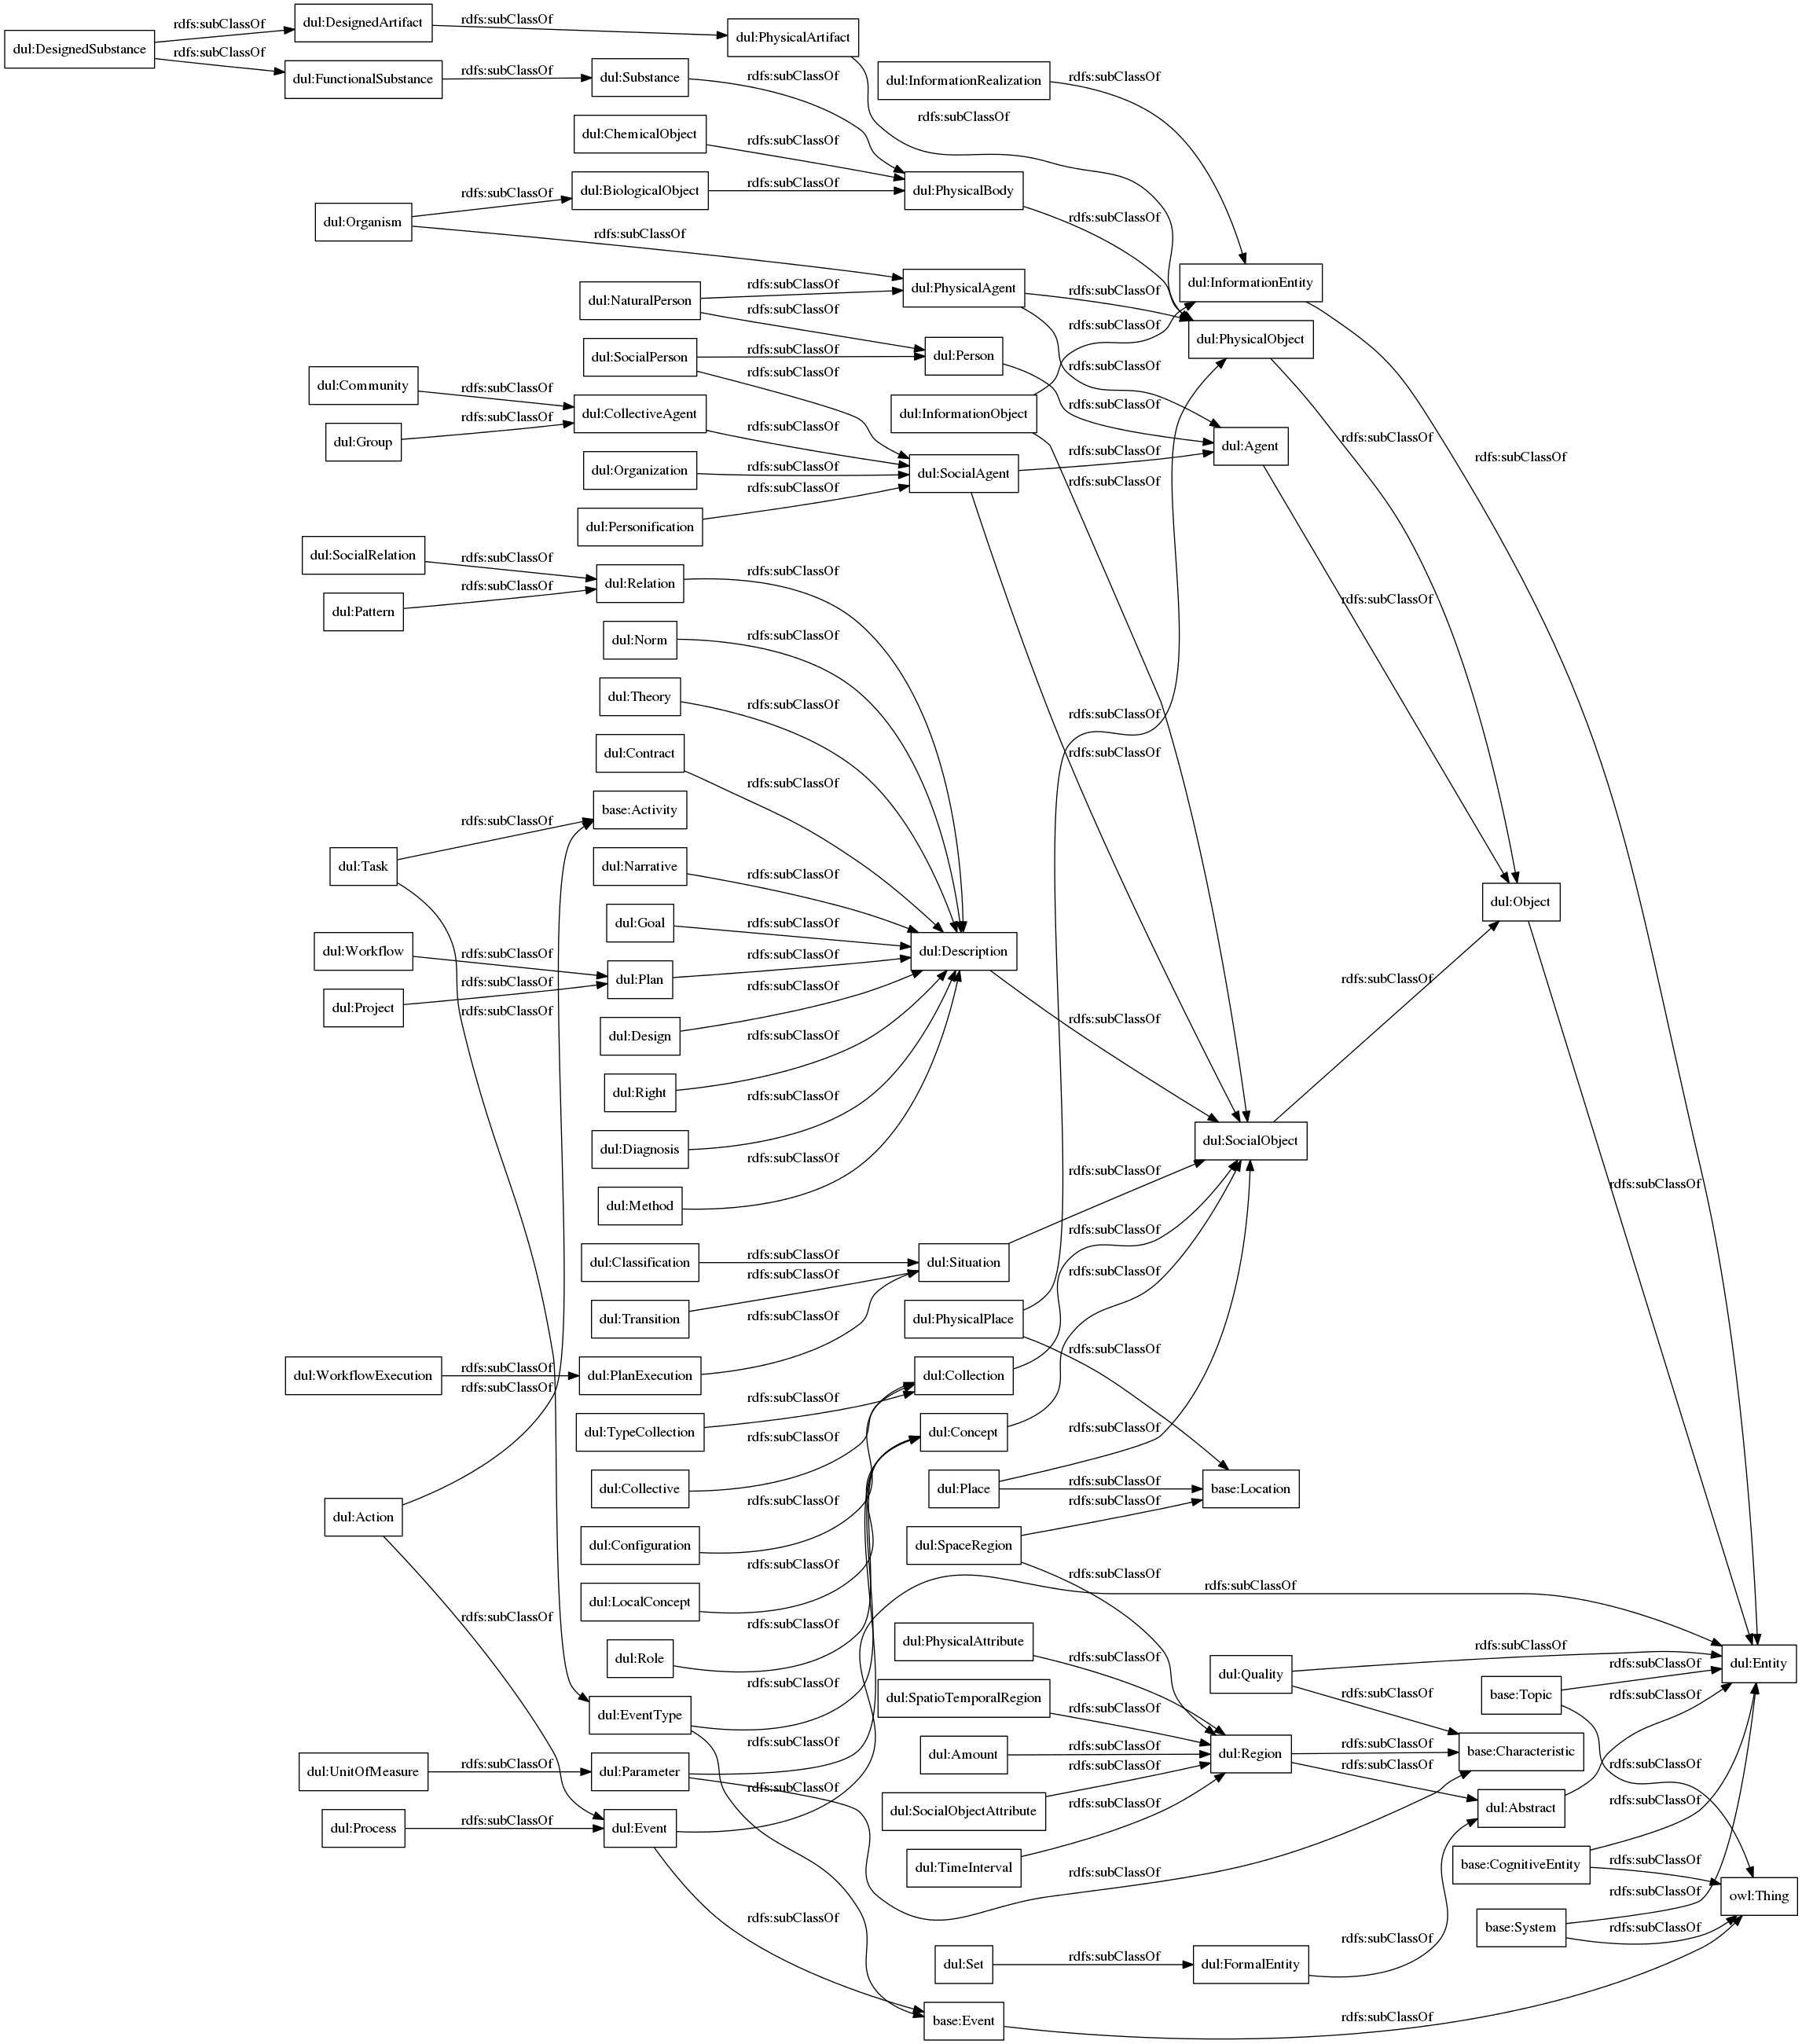 dul:DesignedSubstance
rdfs:subClassOf
rdfs:subClassOf
dul:DesignedArtifact
rdfs:subClassOf
dul:PhysicalArtifact
dul:FunctionalSubstance
rdfs:subClassOf
dul:Substance
rdfs:subClassOf
dul:InformationRealization
rdfs:subClassOf
rdfs:subClassOf
dul:ChemicalObject
rdfs:subClassOf
dul:Organism
rdfs:subClassOf
dul:BiologicalObject
rdfs:subClassOf
dul:PhysicalBody
rdfs:subClassOf
rdfs:subClassOf
dul:NaturalPerson
rdfs:subClassOf
rdfs:subClassOf
dul:PhysicalAgent
rdfs:subClassOf
rdfs:subClassOf
dul:InformationEntity
rdfs:subClassOf
dul:SocialPerson
rdfs:subClassOf
rdfs:subClassOf
dul:Person
rdfs:subClassOf
rdfs:subClassOf
dul:PhysicalObject
rdfs:subClassOf
dul:Community
rdfs:subClassOf
dul:Group
rdfs:subClassOf
dul:CollectiveAgent
rdfs:subClassOf
dul:InformationObject
dul:Agent
rdfs:subClassOf
dul:Organization
rdfs:subClassOf
dul:SocialAgent
rdfs:subClassOf
rdfs:subClassOf
dul:Personification
rdfs:subClassOf
dul:SocialRelation
rdfs:subClassOf
dul:Pattern
rdfs:subClassOf
dul:Relation
rdfs:subClassOf
dul:Norm
rdfs:subClassOf
dul:Theory
rdfs:subClassOf
rdfs:subClassOf
dul:Contract
rdfs:subClassOf
rdfs:subClassOf
dul:Task
rdfs:subClassOf
rdfs:subClassOf
base:Activity
dul:Narrative
rdfs:subClassOf
dul:Goal
rdfs:subClassOf
dul:Object
rdfs:subClassOf
dul:Workflow
rdfs:subClassOf
dul:Project
rdfs:subClassOf
dul:Plan
rdfs:subClassOf
dul:Description
rdfs:subClassOf
dul:Design
rdfs:subClassOf
dul:Right
rdfs:subClassOf
dul:Diagnosis
rdfs:subClassOf
dul:SocialObject
rdfs:subClassOf
dul:Method
rdfs:subClassOf
dul:Classification
rdfs:subClassOf
dul:Situation
rdfs:subClassOf
dul:Transition
rdfs:subClassOf
dul:PhysicalPlace
rdfs:subClassOf
dul:WorkflowExecution
rdfs:subClassOf
dul:PlanExecution
rdfs:subClassOf
dul:Collection
rdfs:subClassOf
dul:TypeCollection
rdfs:subClassOf
dul:Concept
rdfs:subClassOf
dul:Collective
rdfs:subClassOf
dul:Place
rdfs:subClassOf
rdfs:subClassOf
base:Location
dul:Action
rdfs:subClassOf
rdfs:subClassOf
dul:Configuration
rdfs:subClassOf
dul:SpaceRegion
rdfs:subClassOf
rdfs:subClassOf
dul:LocalConcept
rdfs:subClassOf
dul:Role
rdfs:subClassOf
dul:PhysicalAttribute
rdfs:subClassOf
dul:Quality
rdfs:subClassOf
rdfs:subClassOf
dul:Entity
dul:EventType
rdfs:subClassOf
rdfs:subClassOf
dul:SpatioTemporalRegion
rdfs:subClassOf
base:Topic
rdfs:subClassOf
rdfs:subClassOf
dul:UnitOfMeasure
rdfs:subClassOf
dul:Parameter
rdfs:subClassOf
rdfs:subClassOf
dul:Amount
rdfs:subClassOf
dul:Region
rdfs:subClassOf
rdfs:subClassOf
base:Characteristic
dul:SocialObjectAttribute
rdfs:subClassOf
dul:Abstract
rdfs:subClassOf
dul:Process
rdfs:subClassOf
dul:Event
rdfs:subClassOf
dul:TimeInterval
rdfs:subClassOf
base:CognitiveEntity
rdfs:subClassOf
rdfs:subClassOf
owl:Thing
base:System
rdfs:subClassOf
rdfs:subClassOf
dul:Set
rdfs:subClassOf
dul:FormalEntity
rdfs:subClassOf
base:Event
rdfs:subClassOf